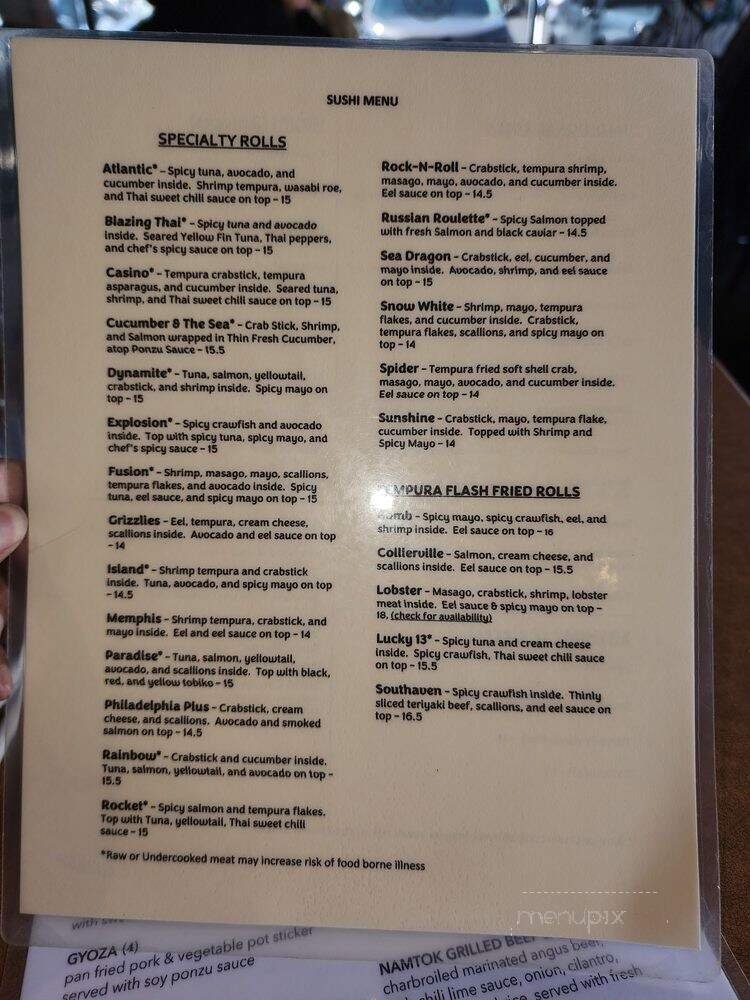 SUSHI MENU
SPECIALTY ROLLS
Atlantic* – Spicy tuna, avocado, and
cucumber inside. Shrimp tempura, wasabi roe,
and Thai sweet chili sauce on top – 15
Blazing Thai* – Spicy tuna and avocado
inside. Seared Yellow Fin Tuna, Thai peppers,
and chef's spicy sauce on top – 15
Casino* – Tempura crabstick, tempura
asparagus, and cucumber inside. Seared tuna,
shrimp, and Thai sweet chili sauce on top – 15
Cucumber & The Sea* – Crab Stick, Shrimp,
and Salmon wrapped in Thin Fresh Cucumber,
atop Ponzu Sauce – 15.5
Dynamite* – Tuna, salmon, yellowtail,
crabstick, and shrimp inside. Spicy mayo on
top – 15
Explosion* – Spicy crawfish and avocado
inside. Top with spicy tuna, spicy mayo, and
chef's spicy sauce – 15
Fusion* – Shrimp, masago, mayo, scallions,
tempura flakes, and avocado inside. Spicy
tuna, eel sauce, and spicy mayo on top – 15
Grizzlies – Eel, tempura, cream cheese,
scallions inside. Avocado and eel sauce on top
– 14
Island* – Shrimp tempura and crabstick
inside. Tuna, avocado, and spicy mayo on top
– 14.5
Memphis – Shrimp tempura, crabstick, and
mayo inside. Eel and eel sauce on top – 14
Paradise* – Tuna, salmon, yellowtail,
avocado, and scallions inside. Top with black,
red, and yellow tobiko – 15
Philadelphia Plus – Crabstick, cream
cheese, and scallions. Avocado and smoked
salmon on top – 14.5
Rainbow* – Crabstick and cucumber inside.
Tuna, salmon, yellowtail, and avocado on top –
15.5
Rocket* – Spicy salmon and tempura flakes.
Top with Tuna, yellowtail, Thai sweet chili
sauce – 15
*Raw or Undercooked meat may increase risk of food borne illness
Rock-N-Roll – Crabstick, tempura shrimp,
masago, mayo, avocado, and cucumber inside.
Eel sauce on top – 14.5
Russian Roulette* – Spicy Salmon topped
with fresh Salmon and black caviar – 14.5
Sea Dragon – Crabstick, eel, cucumber, and
mayo inside. Avocado, shrimp, and eel sauce
on top – 15
Snow White – Shrimp, mayo, tempura
flakes, and cucumber inside. Crabstick,
tempura flakes, scallions, and spicy mayo on
top – 14
Spider – Tempura fried soft shell crab,
masago, mayo, avocado, and cucumber inside.
Eel sauce on top – 14
Sunshine – Crabstick, mayo, tempura flake,
cucumber inside. Topped with Shrimp and
Spicy Mayo – 14
TEMPURA FLASH FRIED ROLLS
– Spicy mayo, spicy crawfish, eel, and
shrimp inside. Eel sauce on top – 16
Collierville – Salmon, cream cheese, and
scallions inside. Eel sauce on top – 15.5
Lobster – Masago, crabstick, shrimp, lobster
meat inside. Eel sauce & spicy mayo on top –
18. (check for availability)
Lucky 13* – Spicy tuna and cream cheese
inside. Spicy crawfish, Thai sweet chili sauce
on top – 15.5
Southaven – Spicy crawfish inside. Thinly
sliced teriyaki beef, scallions, and eel sauce on
top – 16.5
menupix
GYOZA (4)
pan fried pork & vegetable pot sticker
served with soy ponzu sauce
NAMTOK GRILLED BEEF
charbroiled marinated angus beef,
chili lime sauce, onion, cilantro,
served with fresh